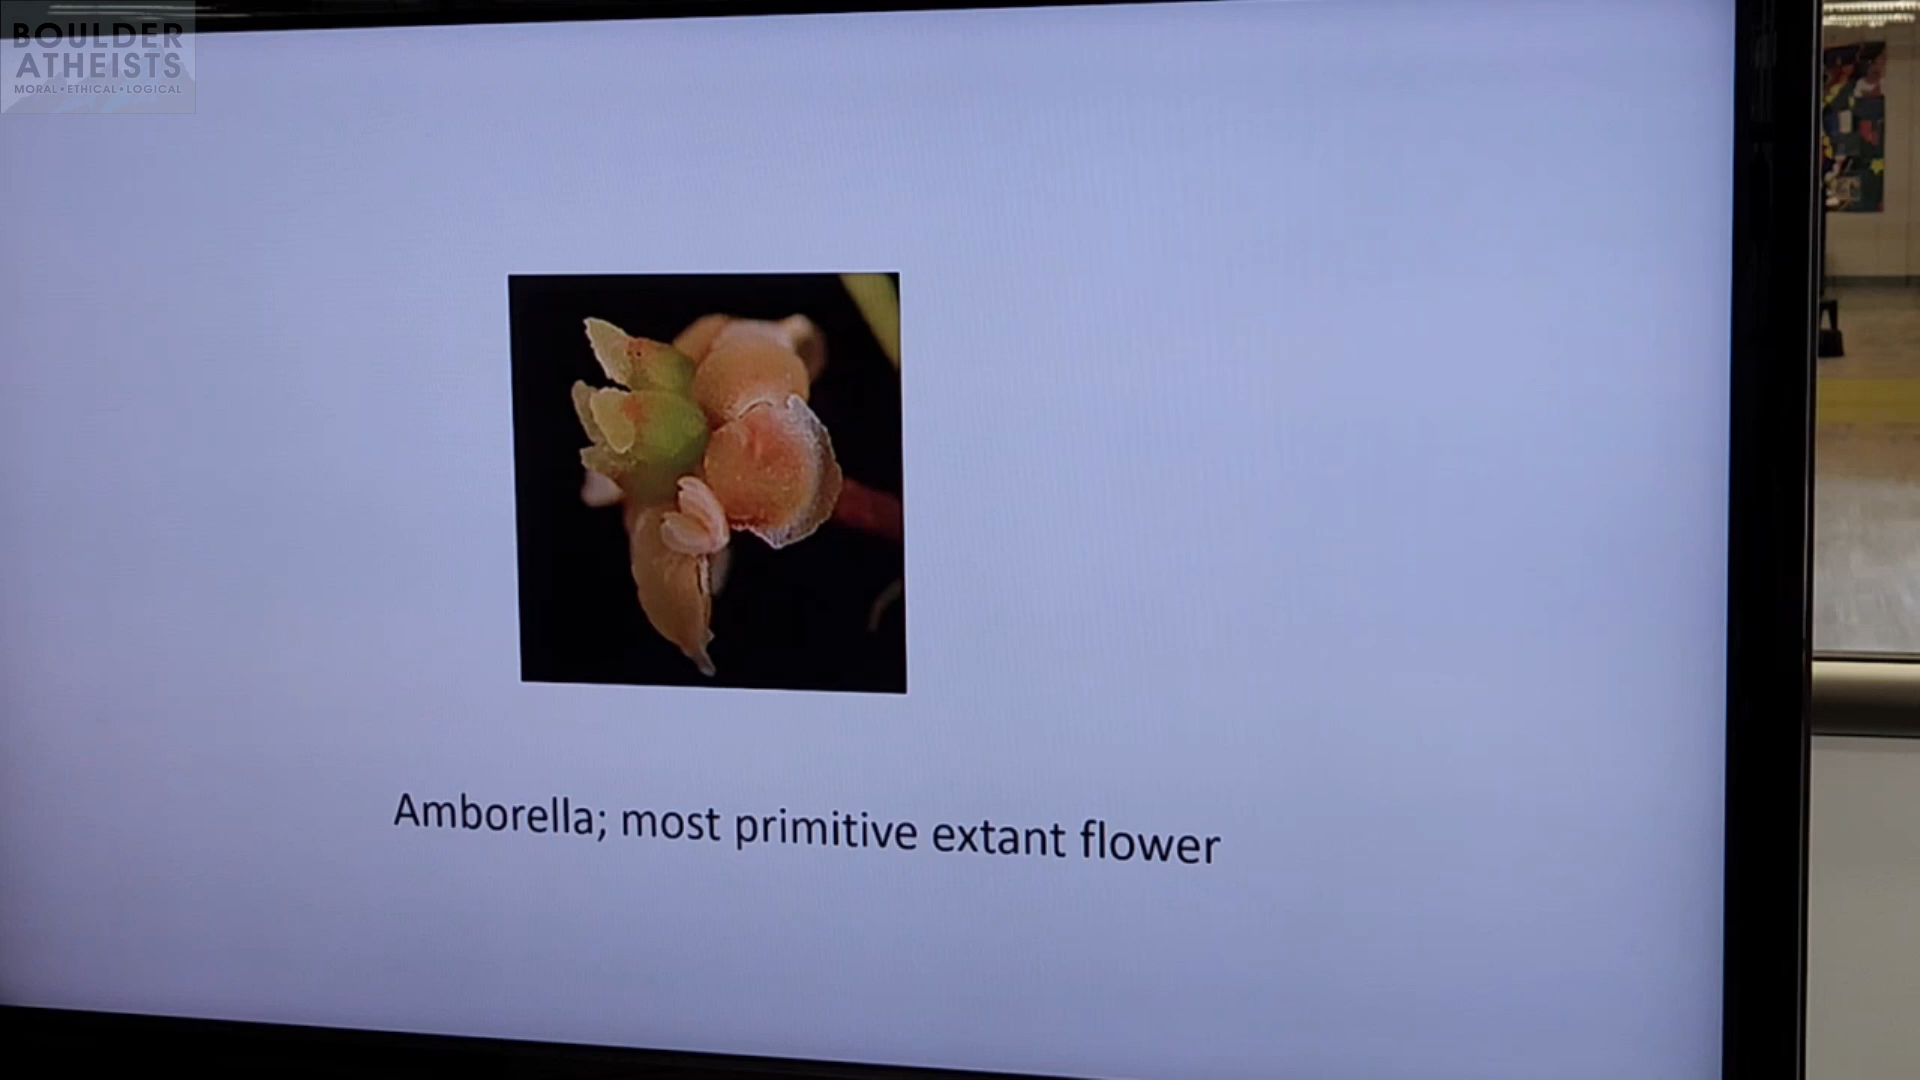 BOULDER
ATHEISTS
MORAL•ETHICAL•LOGICAL
Amborella; most primitive extant flower